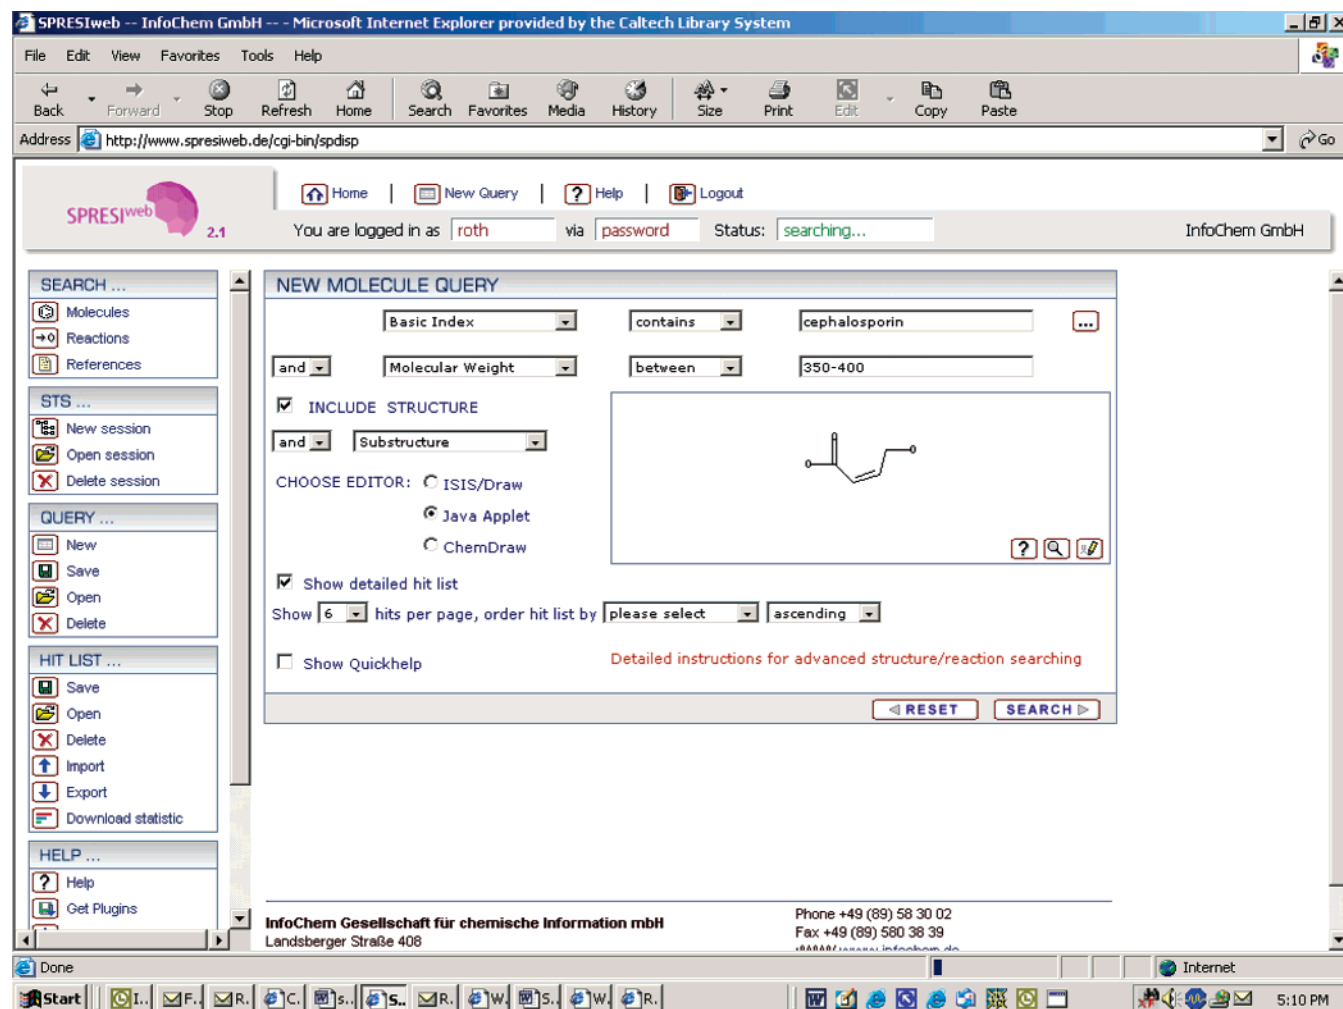 SPRESIweb -- InfoChem GmbH -- - Microsoft Internet Explorer provided by the Caltech Library System
File Edit View Favorites Tools Help
Back Forward Stop Refresh Home Search Favorites Media History Size Print Edit Copy Paste
Address http://www.spresiweb.de/cgi-bin/spdisp Go
SPRESIweb 2.1
Home | New Query | Help | Logout
You are logged in as roth via password Status: searching... InfoChem GmbH
SEARCH ...
Molecules
Reactions
References
STS ...
New session
Open session
Delete session
QUERY ...
New
Save
Open
Delete
HIT LIST ...
Save
Open
Delete
Import
Export
Download statistic
HELP ...
Help
Get Plugins
NEW MOLECULE QUERY
Basic Index contains cephalosporin ...
and Molecular Weight between 350-400
INCLUDE STRUCTURE
and Substructure
CHOOSE EDITOR: ISIS/Draw
Java Applet
ChemDraw
Show detailed hit list
Show 6 hits per page, order hit list by please select ascending
Show Quickhelp Detailed instructions for advanced structure/reaction searching
RESET SEARCH
InfoChem Gesellschaft für chemische Information mbH
Landsberger Straße 408
Phone +49 (89) 58 30 02
Fax +49 (89) 580 38 39
Done Internet
Start I.. F.. R.. C.. s.. S.. R.. W. S.. W. R.. 5:10 PM